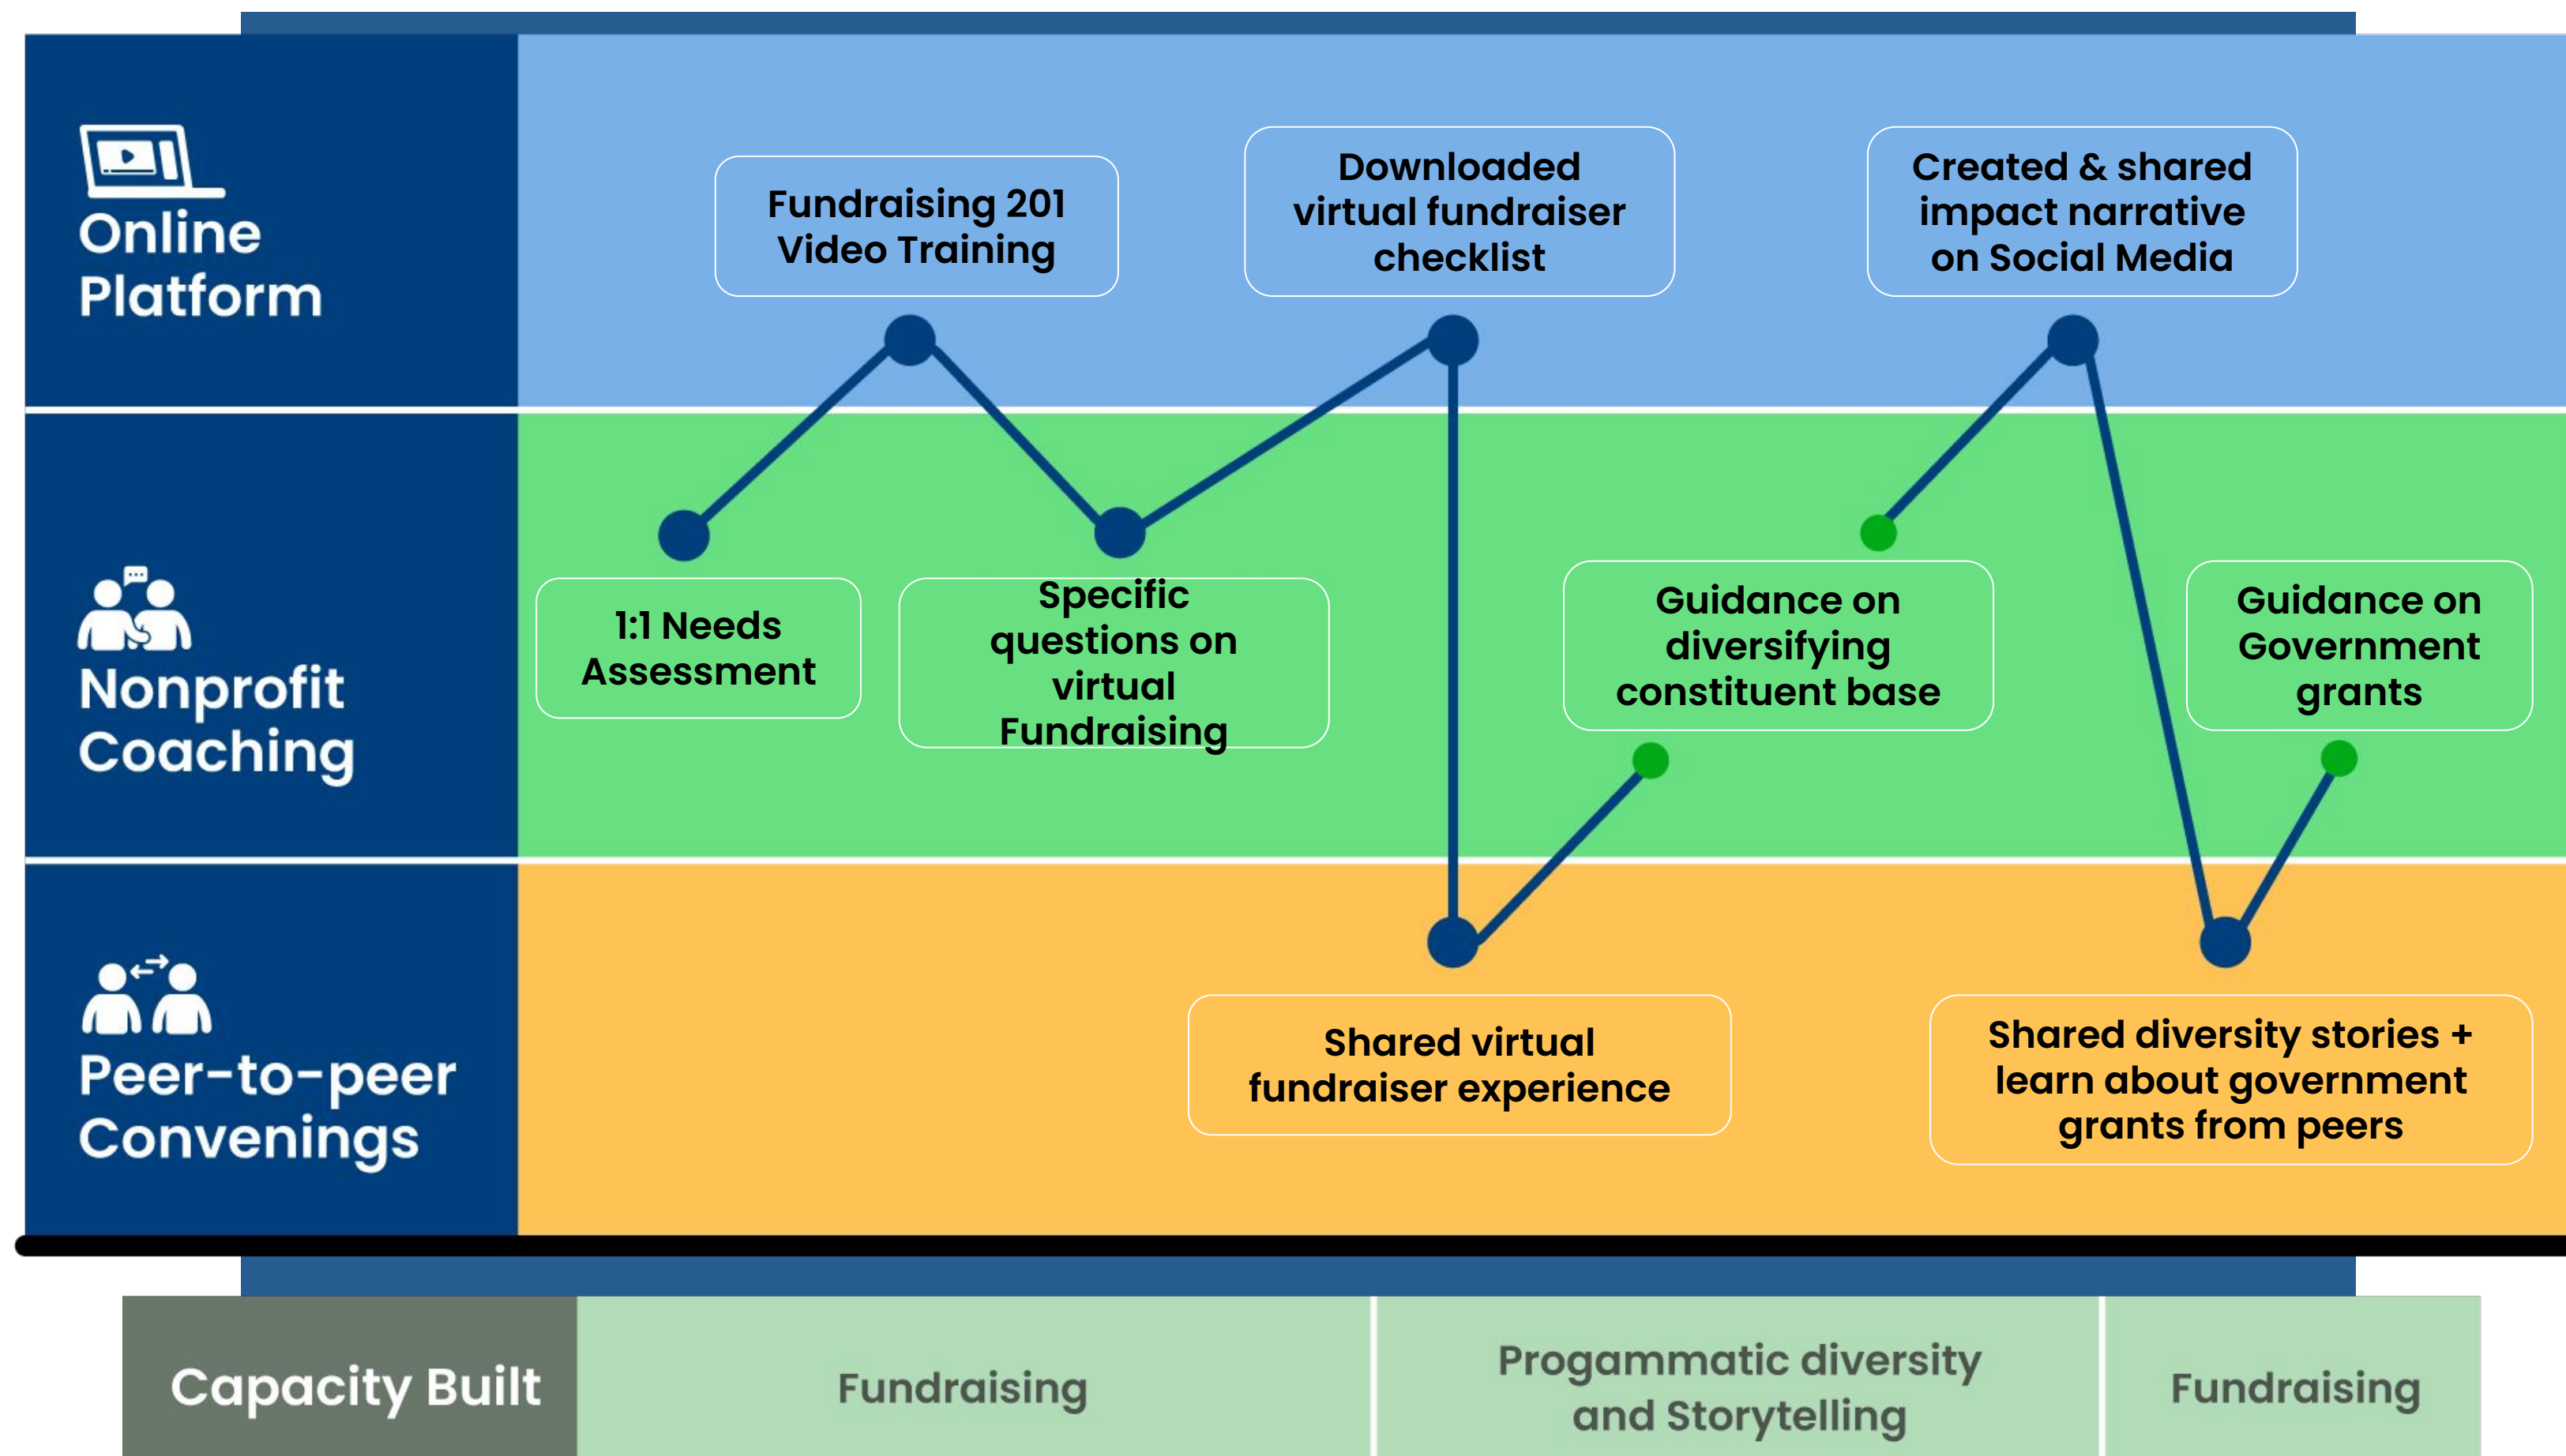 Online
Platform
Fundraising 201
Video Training
Downloaded
virtual fundraiser
checklist
Created & shared
impact narrative
on Social Media
Nonprofit
Coaching
1:1 Needs
Assessment
Specific
questions on
virtual
Fundraising
Guidance on
diversifying
constituent base
Guidance on
Government
grants
Peer-to-peer
Convenings
Shared virtual
fundraiser experience
Shared diversity stories +
learn about government
grants from peers
Capacity Built
Fundraising
Progammatic diversity
and Storytelling
Fundraising